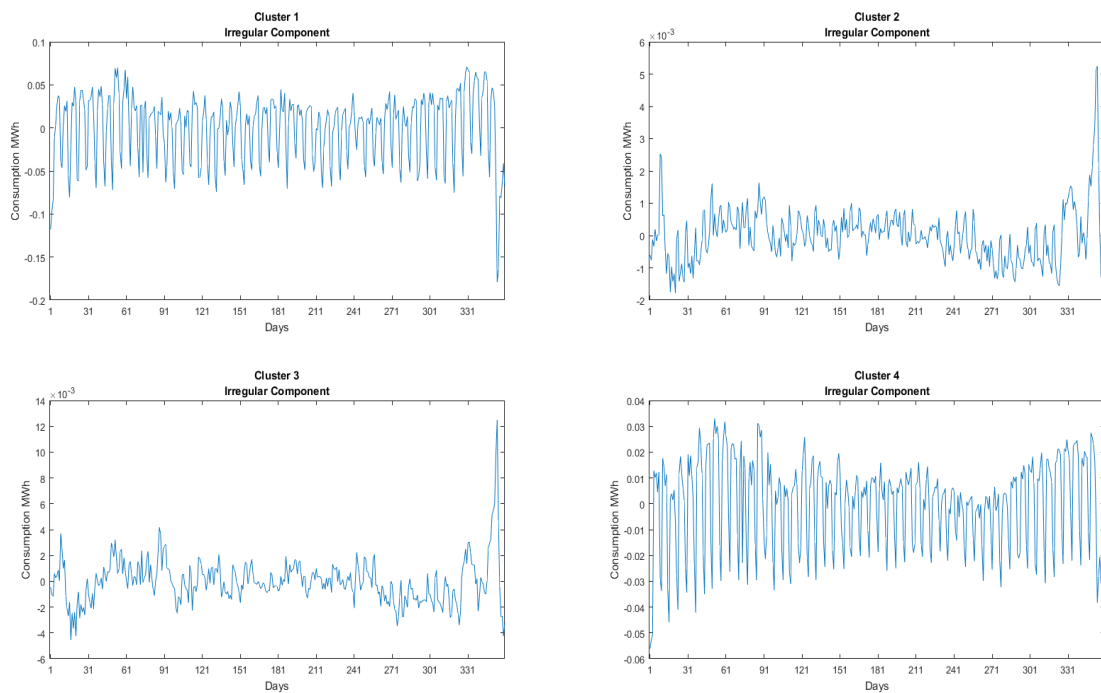 Cluster 1
Irregular Component
0.1
0.05
0
-0.05
-0.1
-0.15
-0.2
Consumption MWh
1 31 61 91 121 151 181 211 241 271 301 331
Days
Cluster 2
Irregular Component
×10-3
6
5
4
3
2
1
0
-1
-2
Consumption MWh
1 31 61 91 121 151 181 211 241 271 301 331
Days
Cluster 3
Irregular Component
×10-3
14
12
10
8
6
4
2
0
-2
-4
-6
Consumption MWh
1 31 61 91 121 151 181 211 241 271 301 331
Days
Cluster 4
Irregular Component
0.04
0.03
0.02
0.01
0
-0.01
-0.02
-0.03
-0.04
-0.05
-0.06
Consumption MWh
1 31 61 91 121 151 181 211 241 271 301 331
Days